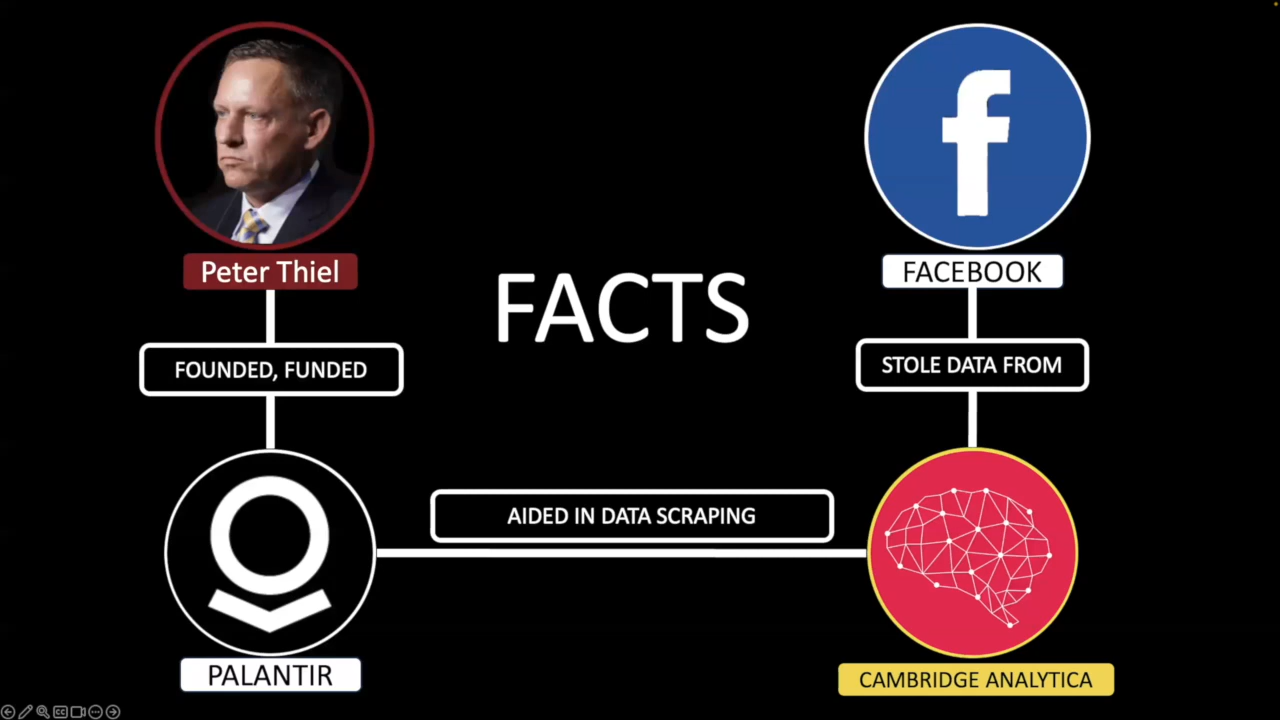 Peter Thiel
FACEBOOK
FACTS
FOUNDED, FUNDED
STOLE DATA FROM
AIDED IN DATA SCRAPING
PALANTIR
CAMBRIDGE ANALYTICA